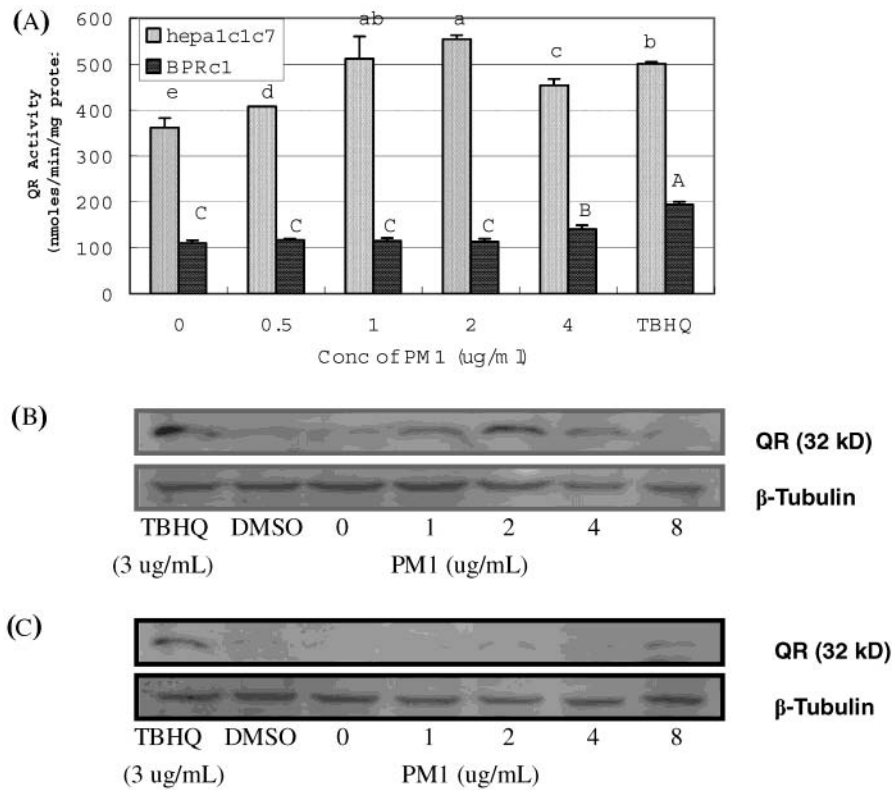 (A)
600
500
400
300
200
100
0
QR Activity
(nmoles/min/mg prote:
hepa1c1c7
BPRc1
e d ab a c b
C C C C B A
0 0.5 1 2 4 TBHQ
Conc of PM1 (ug/ml)
(B)
QR (32 kD)
β-Tubulin
TBHQ DMSO 0 1 2 4 8
(3 ug/mL) PM1 (ug/mL)
(C)
QR (32 kD)
β-Tubulin
TBHQ DMSO 0 1 2 4 8
(3 ug/mL) PM1 (ug/mL)